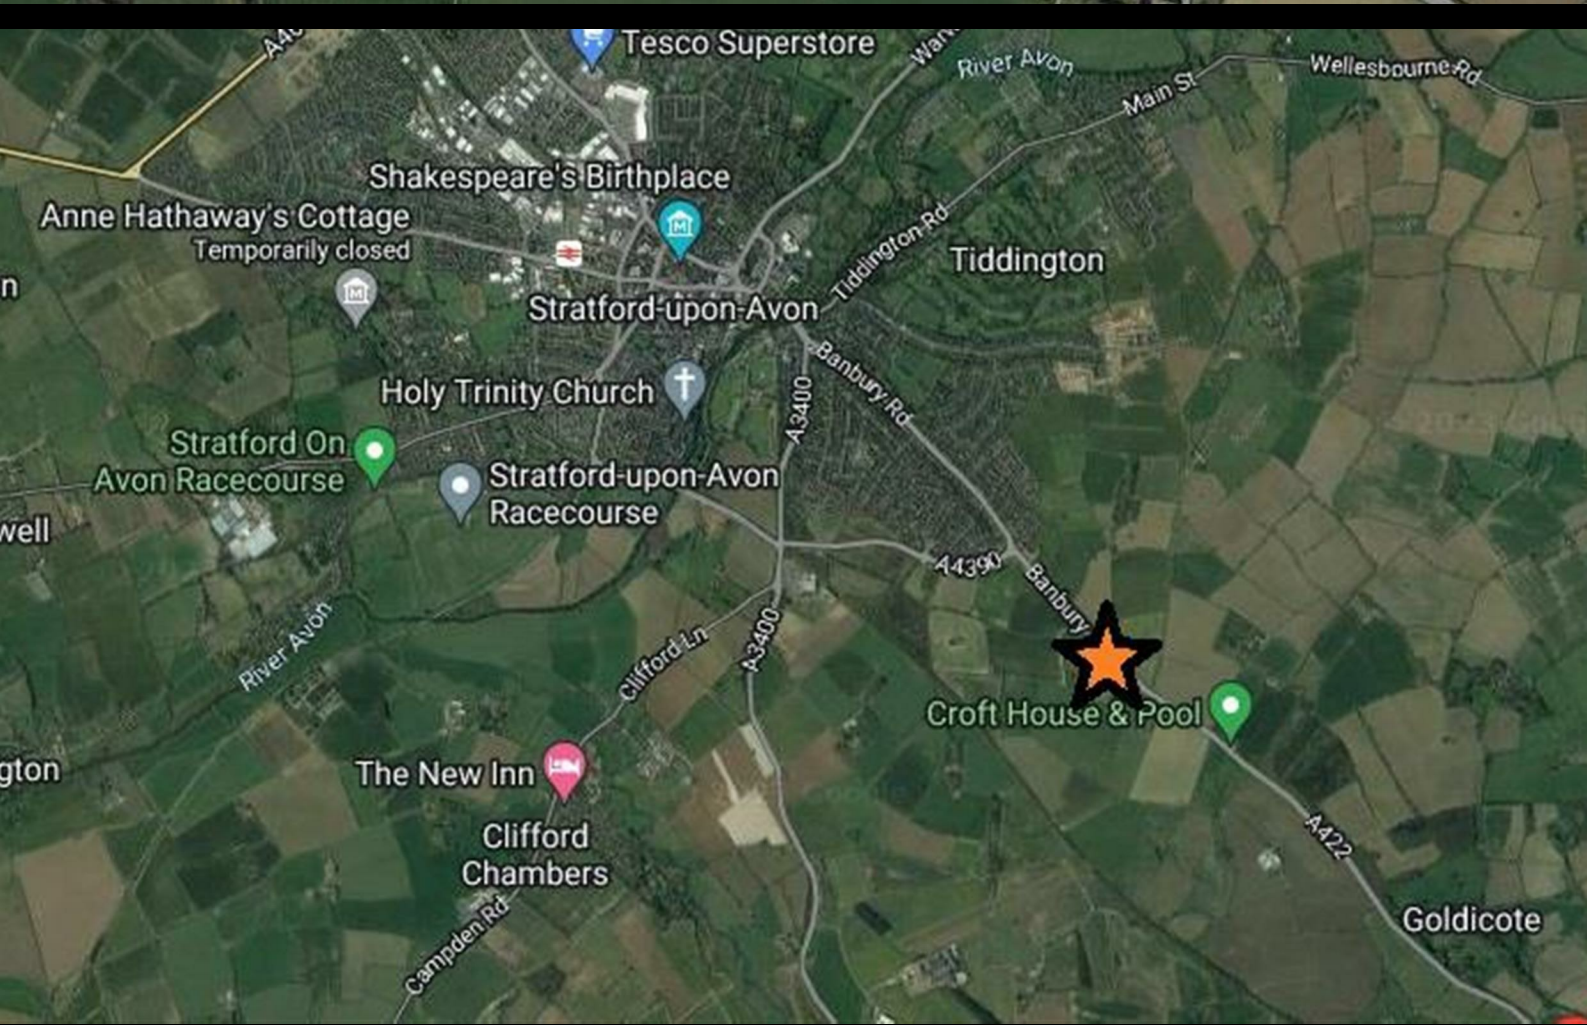 A46
Tesco Superstore
Warw
River Avon
Wellesbourne Rd
Main St
Shakespeare's Birthplace
Anne Hathaway's Cottage
Temporarily closed
Tiddington Rd
Tiddington
n
Stratford-upon-Avon
Banbury Rd
Holy Trinity Church
A3400
Stratford On
Avon Racecourse
Stratford-upon-Avon
Racecourse
well
A4390
Banbury
River Avon
A3400
Clifford Ln
Croft House & Pool
gton
The New Inn
Clifford
Chambers
A422
Campden Rd
Goldicote